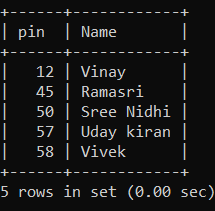 +------+-------------+
| pin | Name |
+------+-------------+
| 12 | Vinay |
| 45 | Ramasri |
| 50 | Sree Nidhi |
| 57 | Uday kiran |
| 58 | Vivek |
+------+-------------+
5 rows in set (0.00 sec)